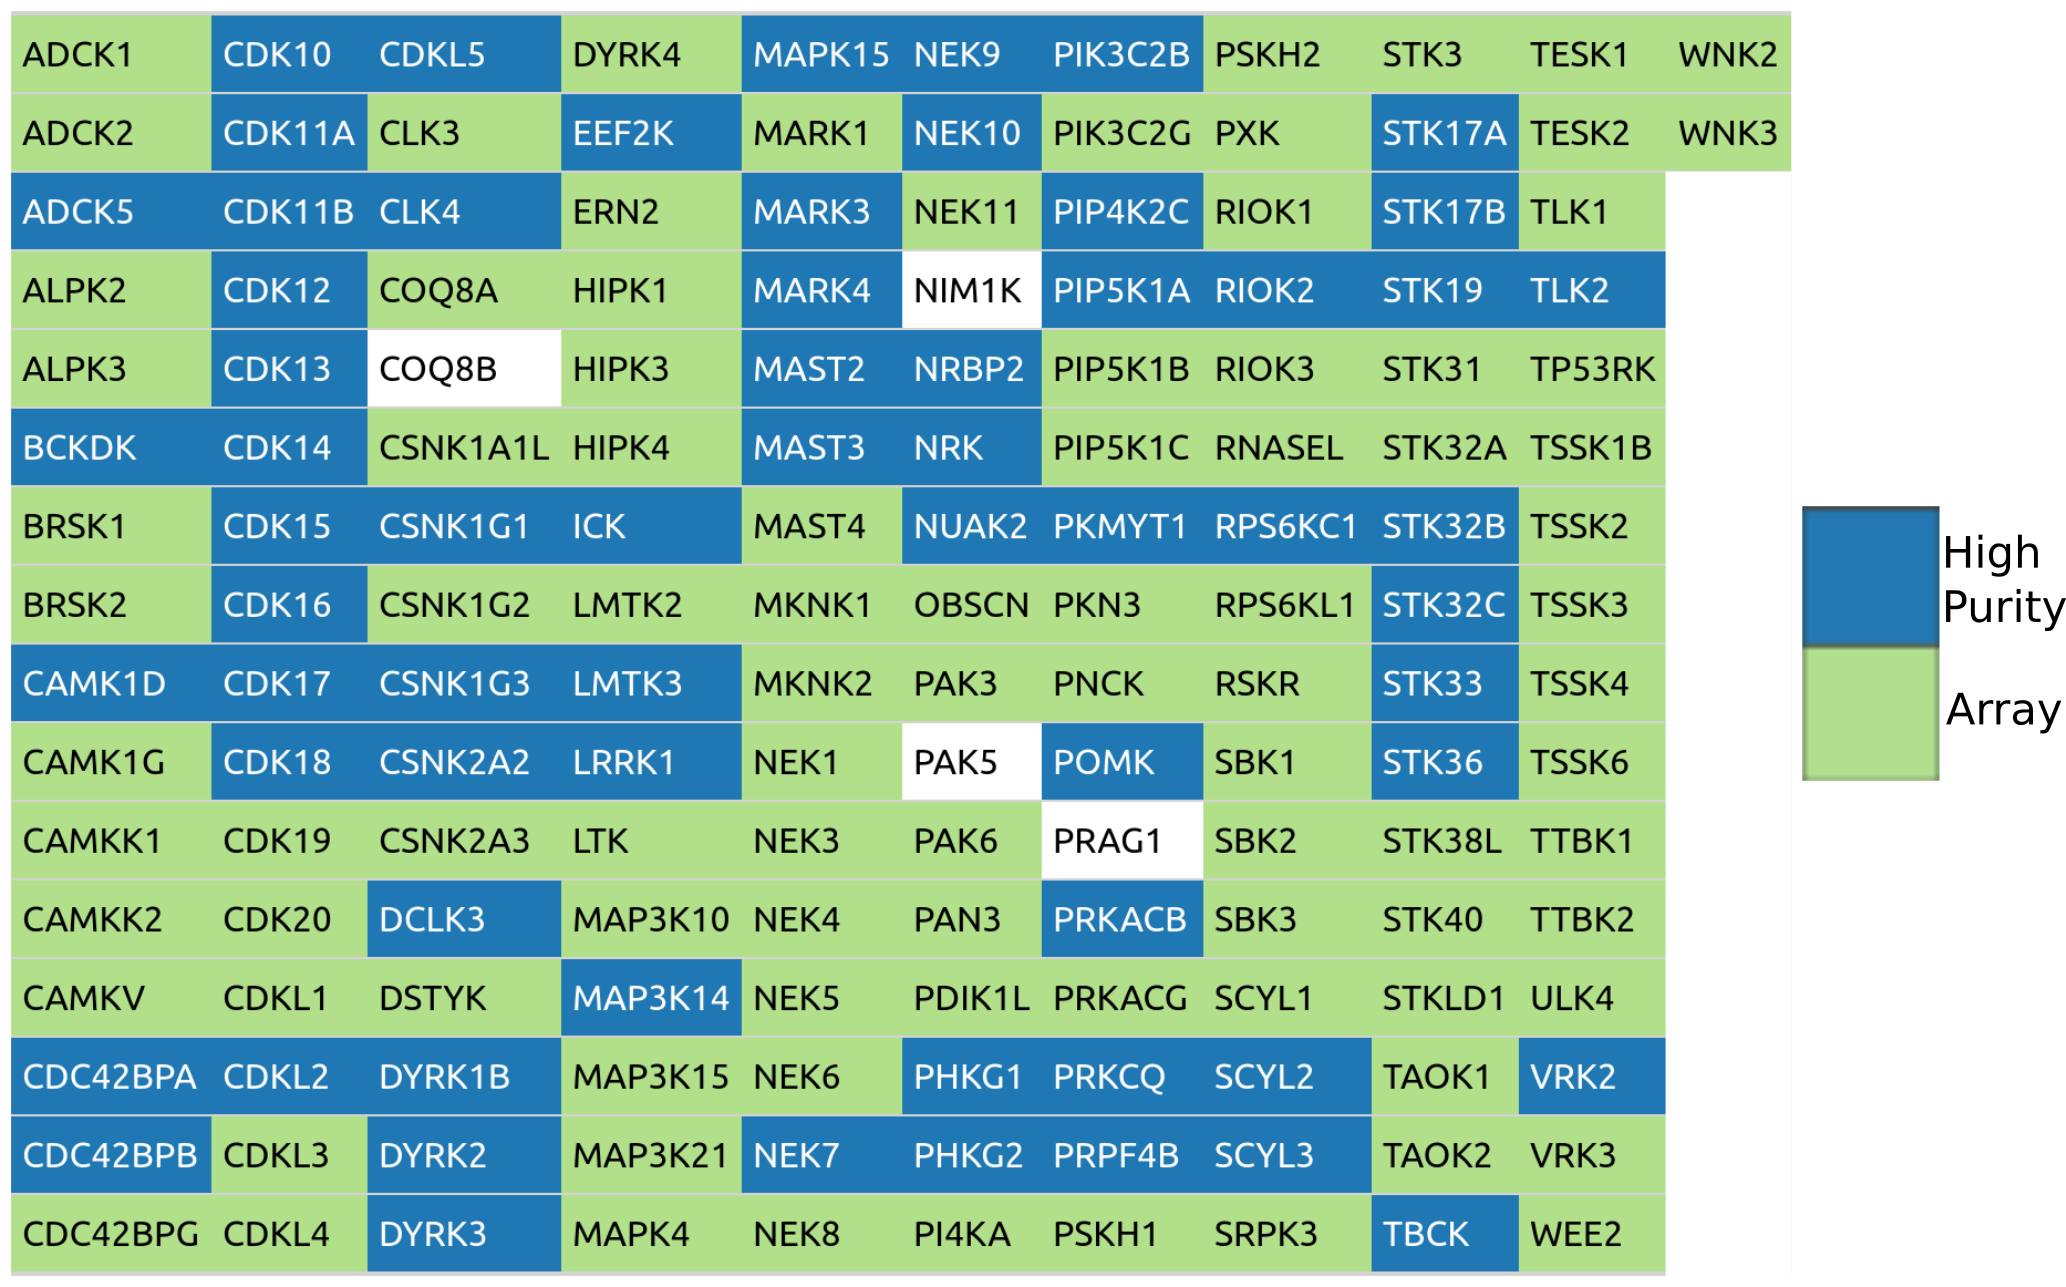 ADCK1 CDK10 CDKL5 DYRK4 MAPK15 NEK9 PIK3C2B PSKH2 STK3 TESK1 WNK2
ADCK2 CDK11A CLK3 EEF2K MARK1 NEK10 PIK3C2G PXK STK17A TESK2 WNK3
ADCK5 CDK11B CLK4 ERN2 MARK3 NEK11 PIP4K2C RIOK1 STK17B TLK1
ALPK2 CDK12 COQ8A HIPK1 MARK4 NIM1K PIP5K1A RIOK2 STK19 TLK2
ALPK3 CDK13 COQ8B HIPK3 MAST2 NRBP2 PIP5K1B RIOK3 STK31 TP53RK
BCKDK CDK14 CSNK1A1L HIPK4 MAST3 NRK PIP5K1C RNASEL STK32A TSSK1B
BRSK1 CDK15 CSNK1G1 ICK MAST4 NUAK2 PKMYT1 RPS6KC1 STK32B TSSK2
BRSK2 CDK16 CSNK1G2 LMTK2 MKNK1 OBSCN PKN3 RPS6KL1 STK32C TSSK3
CAMK1D CDK17 CSNK1G3 LMTK3 MKNK2 PAK3 PNCK RSKR STK33 TSSK4
CAMK1G CDK18 CSNK2A2 LRRK1 NEK1 PAK5 POMK SBK1 STK36 TSSK6
CAMKK1 CDK19 CSNK2A3 LTK NEK3 PAK6 PRAG1 SBK2 STK38L TTBK1
CAMKK2 CDK20 DCLK3 MAP3K10 NEK4 PAN3 PRKACB SBK3 STK40 TTBK2
CAMKV CDKL1 DSTYK MAP3K14 NEK5 PDIK1L PRKACG SCYL1 STKLD1 ULK4
CDC42BPA CDKL2 DYRK1B MAP3K15 NEK6 PHKG1 PRKCQ SCYL2 TAOK1 VRK2
CDC42BPB CDKL3 DYRK2 MAP3K21 NEK7 PHKG2 PRPF4B SCYL3 TAOK2 VRK3
CDC42BPG CDKL4 DYRK3 MAPK4 NEK8 PI4KA PSKH1 SRPK3 TBCK WEE2
High
Purity
Array